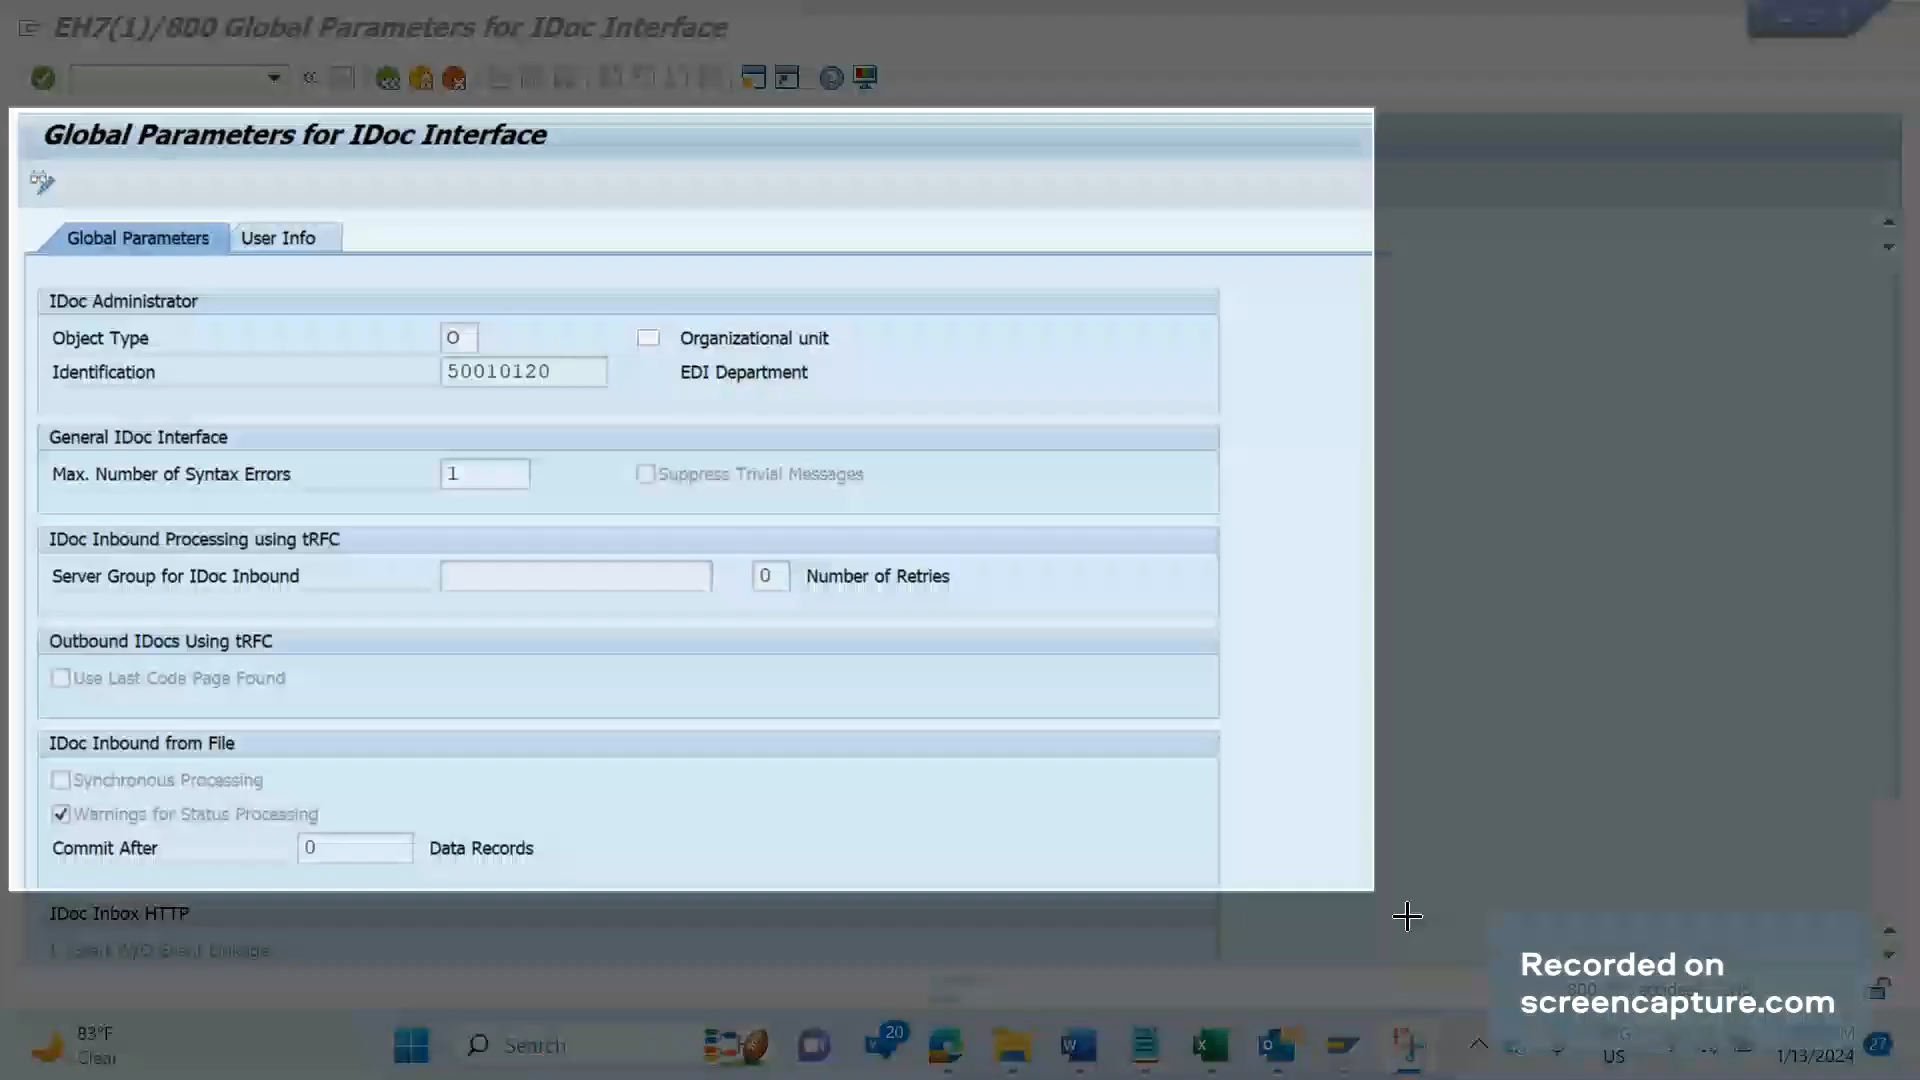 EH7(1)/800 Global Parameters for IDoc Interface
Global Parameters for IDoc Interface
Global Parameters User Info
IDoc Administrator
Object Type O Organizational unit
Identification 50010120 EDI Department
General IDoc Interface
Max. Number of Syntax Errors 1 Suppress Trivial Messages
IDoc Inbound Processing using tRFC
Server Group for IDoc Inbound 0 Number of Retries
Outbound IDocs Using tRFC
Use Last Code Page Found
IDoc Inbound from File
Synchronous Processing
Warnings for Status Processing
Commit After 0 Data Records
IDoc Inbox HTTP
Start W/O Event Linkage
Recorded on
screencapture.com
83°F
Clear
Search
20
US
1/13/2024
27